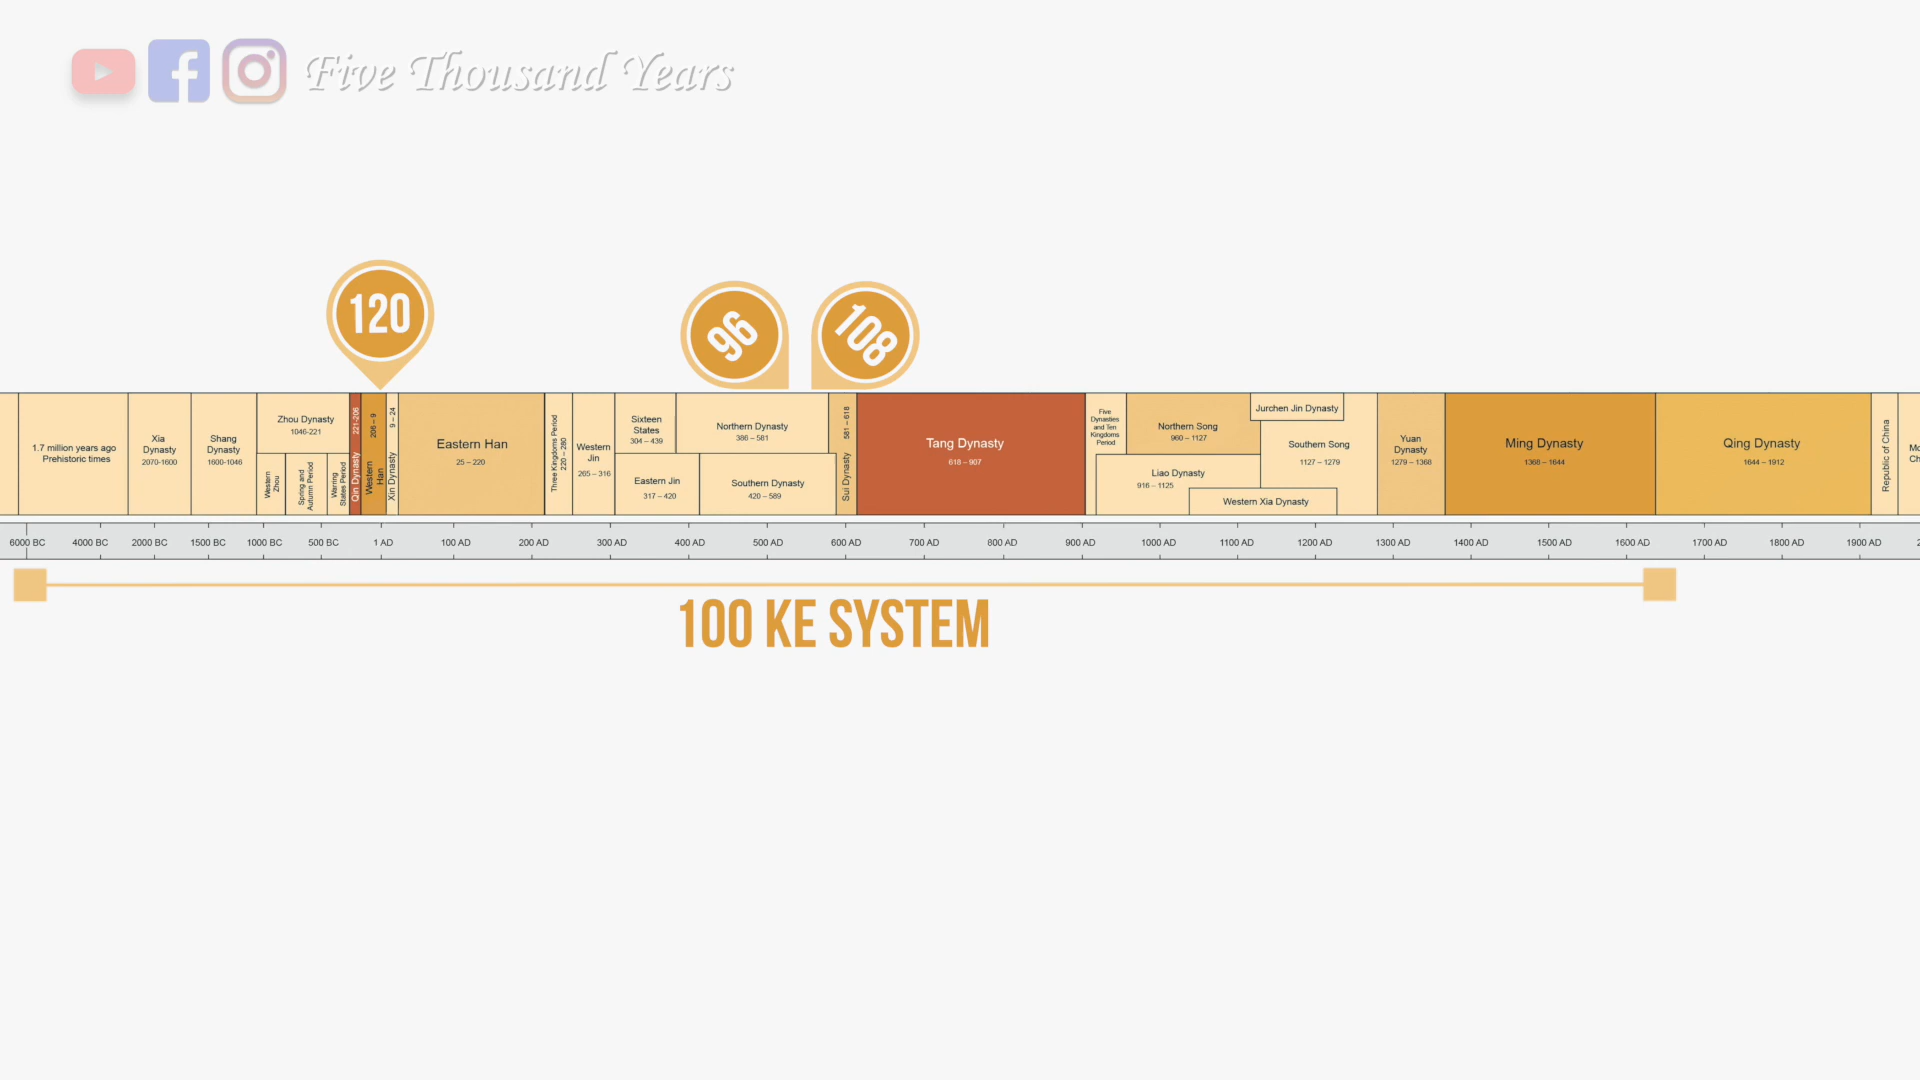 Five Thousand Years
120
96
108
1.7 million years ago
Prehistoric times
Xia
Dynasty
2070-1600
Shang
Dynasty
1600-1046
Zhou Dynasty
1046-221
Western
Zhou
Spring and
Autumn Period
Warring
States Period
Qin Dynasty 221-206
Western
Han
206 – 9
Xin Dynasty 9 – 24
Eastern Han
25 – 220
Three Kingdoms Period
220 – 280
Western
Jin
265 – 316
Sixteen
States
304 – 439
Eastern Jin
317 – 420
Northern Dynasty
386 – 581
Southern Dynasty
420 – 589
Sui Dynasty 581 – 618
Tang Dynasty
618 – 907
Five
Dynasties
and Ten
Kingdoms
Period
Northern Song
960 – 1127
Liao Dynasty
916 – 1125
Western Xia Dynasty
Jurchen Jin Dynasty
Southern Song
1127 – 1279
Yuan
Dynasty
1279 – 1368
Ming Dynasty
1368 – 1644
Qing Dynasty
1644 – 1912
Republic of China
Mo
Ch
6000 BC 4000 BC 2000 BC 1500 BC 1000 BC 500 BC 1 AD 100 AD 200 AD 300 AD 400 AD 500 AD 600 AD 700 AD 800 AD 900 AD 1000 AD 1100 AD 1200 AD 1300 AD 1400 AD 1500 AD 1600 AD 1700 AD 1800 AD 1900 AD 2
100 KE SYSTEM